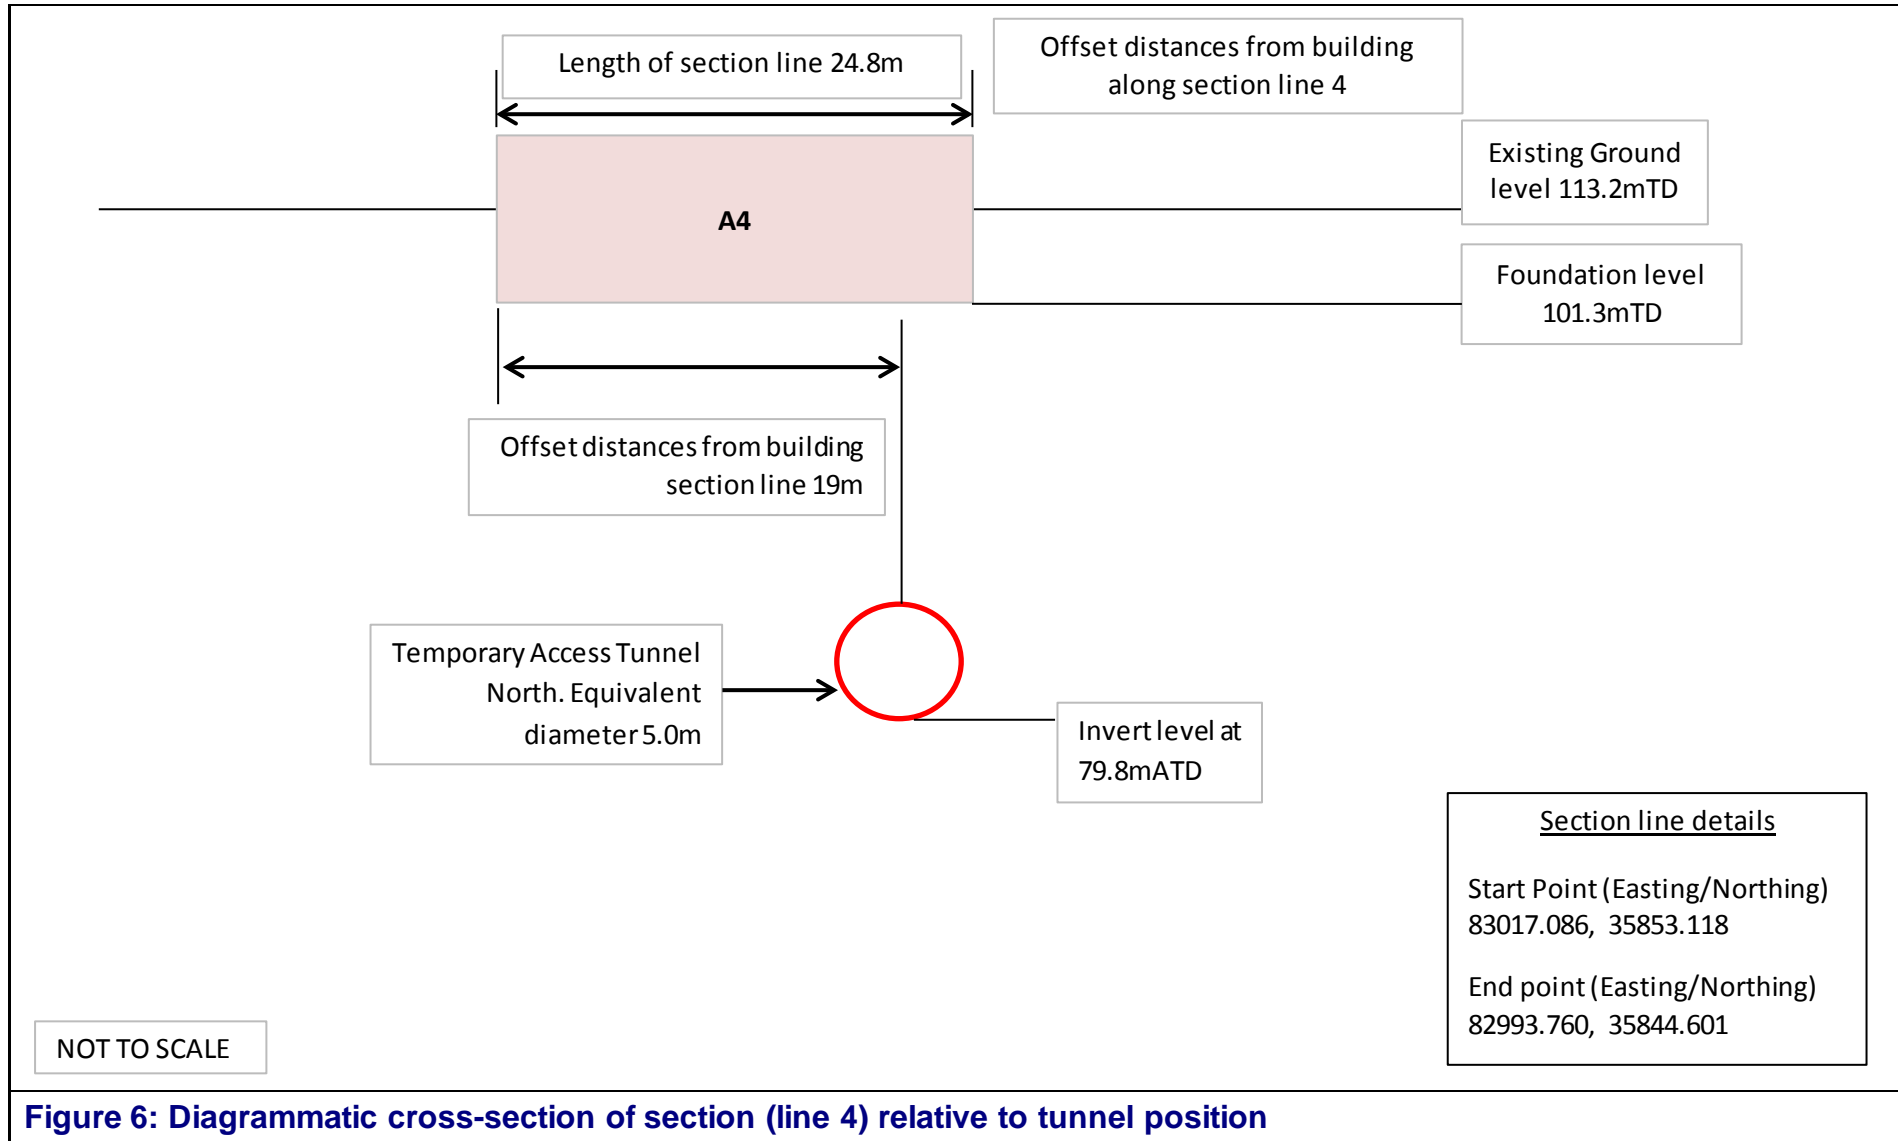 Length of section line 24.8m
Offset distances from building
along section line 4
Existing Ground
level 113.2mTD
A4
Foundation level
101.3mTD
Offset distances from building
section line 19m
Temporary Access Tunnel
North. Equivalent
diameter 5.0m
Invert level at
79.8mATD
Section line details
Start Point (Easting/Northing)
83017.086, 35853.118
End point (Easting/Northing)
82993.760, 35844.601
NOT TO SCALE
Figure 6: Diagrammatic cross-section of section (line 4) relative to tunnel position